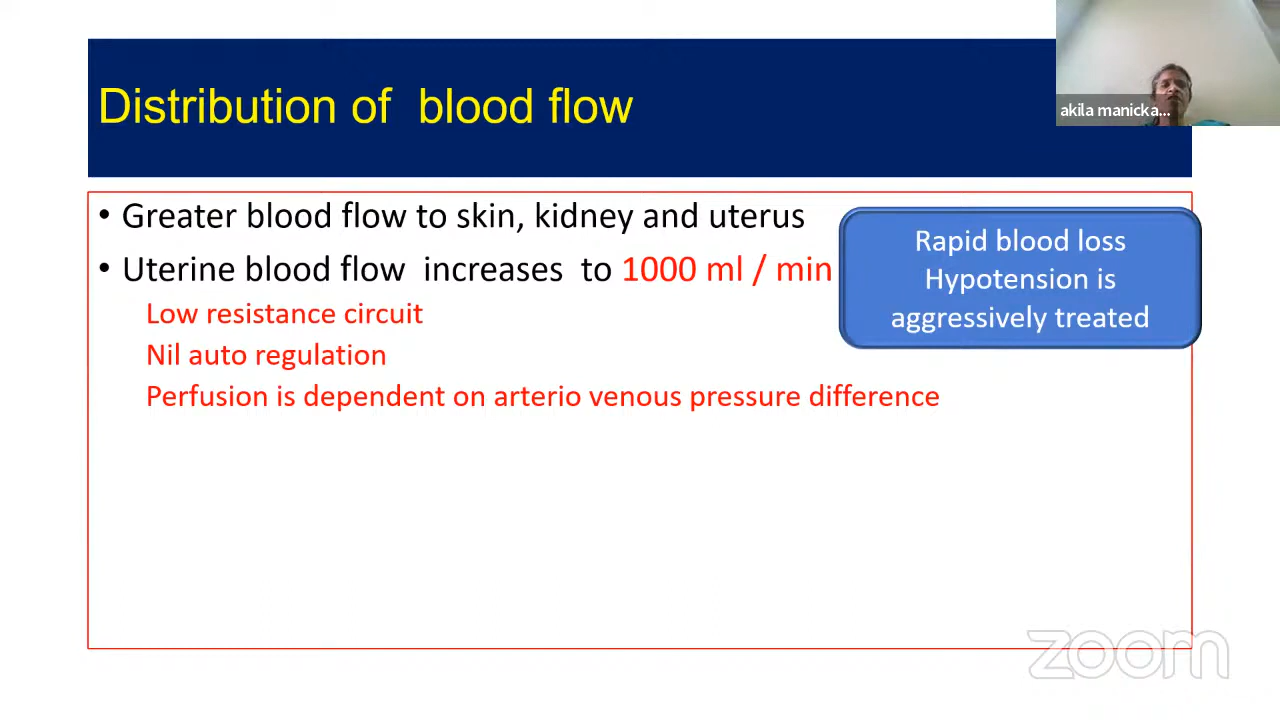 Distribution of blood flow
akila manicka...
• Greater blood flow to skin, kidney and uterus
• Uterine blood flow increases to 1000 ml / min
Low resistance circuit
Nil auto regulation
Perfusion is dependent on arterio venous pressure difference
Rapid blood loss
Hypotension is
aggressively treated
zoom